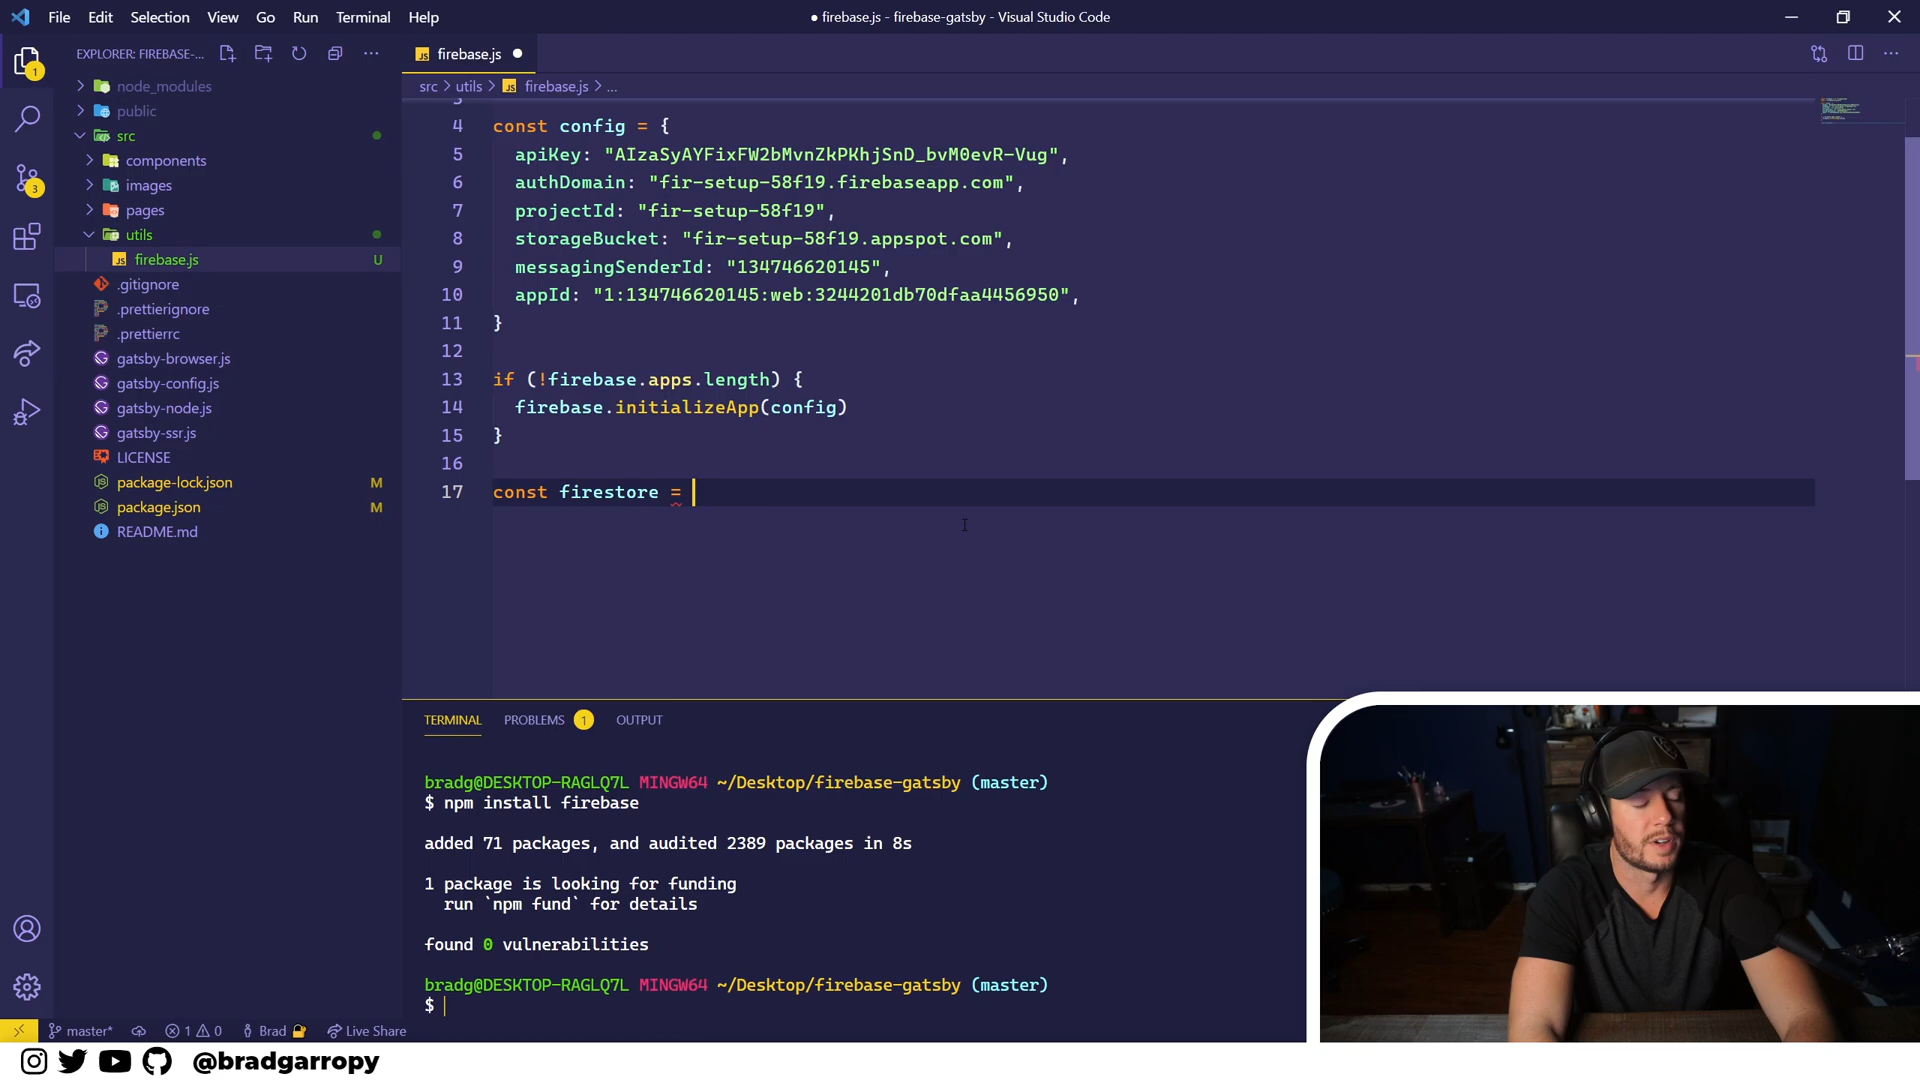 File Edit Selection View Go Run Terminal Help
● firebase.js - firebase-gatsby - Visual Studio Code
EXPLORER: FIREBASE-...
1
node_modules
public
src
components
images
pages
3
utils
firebase.js U
.gitignore
.prettierignore
.prettierrc
gatsby-browser.js
gatsby-config.js
gatsby-node.js
gatsby-ssr.js
LICENSE
package-lock.json M
package.json M
README.md
JS firebase.js
src > utils > JS firebase.js > ...
3
4 const config = {
5 apiKey: "AIzaSyAYFixFW2bMvnZkPKhjSnD_bvM0evR-Vug",
6 authDomain: "fir-setup-58f19.firebaseapp.com",
7 projectId: "fir-setup-58f19",
8 storageBucket: "fir-setup-58f19.appspot.com",
9 messagingSenderId: "134746620145",
10 appId: "1:134746620145:web:3244201db70dfaa4456950",
11 }
12
13 if (!firebase.apps.length) {
14 firebase.initializeApp(config)
15 }
16
17 const firestore =
TERMINAL PROBLEMS 1 OUTPUT
bradg@DESKTOP-RAGLQ7L MINGW64 ~/Desktop/firebase-gatsby (master)
$ npm install firebase
added 71 packages, and audited 2389 packages in 8s
1 package is looking for funding
run `npm fund` for details
found 0 vulnerabilities
bradg@DESKTOP-RAGLQ7L MINGW64 ~/Desktop/firebase-gatsby (master)
$
master* 1 0 Brad Live Share
@bradgarropy